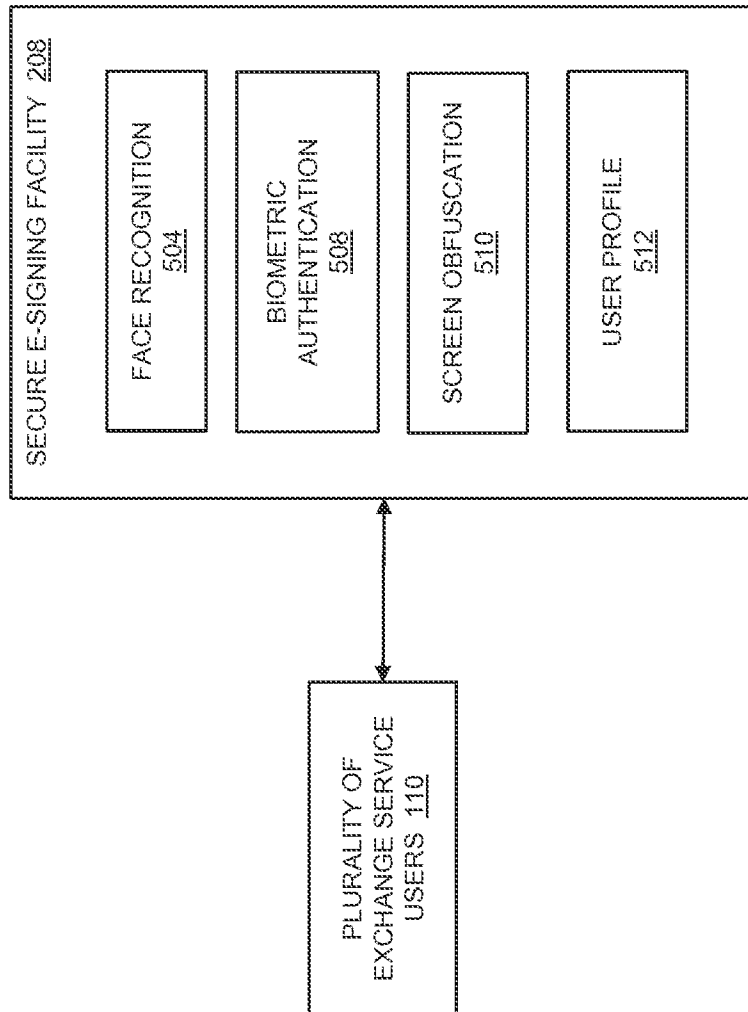 SECURE E-SIGNING FACILITY 208
FACE RECOGNITION
504
BIOMETRIC
AUTHENTICATION
508
SCREEN OBFUSCATION
510
USER PROFILE
512
PLURALITY OF
EXCHANGE SERVICE
USERS 110